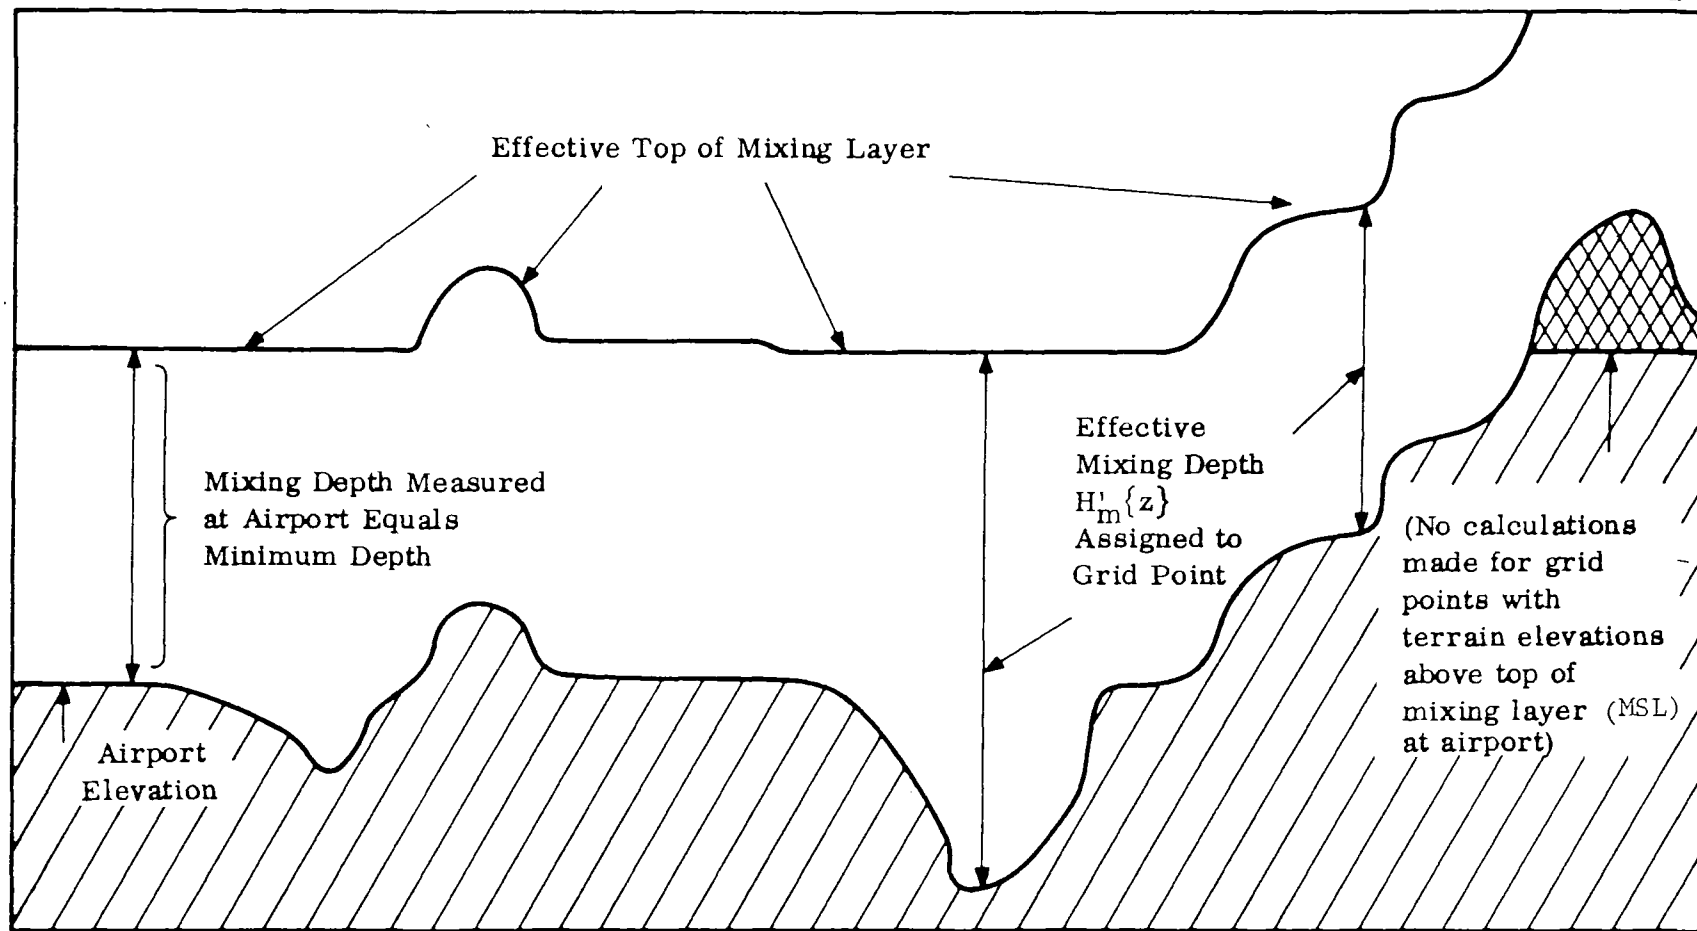 Effective Top of Mixing Layer
Mixing Depth Measured
at Airport Equals
Minimum Depth
Effective
Mixing Depth
H'm{z}
Assigned to
Grid Point
(No calculations
made for grid
points with
terrain elevations
above top of
mixing layer (MSL)
at airport)
Airport
Elevation